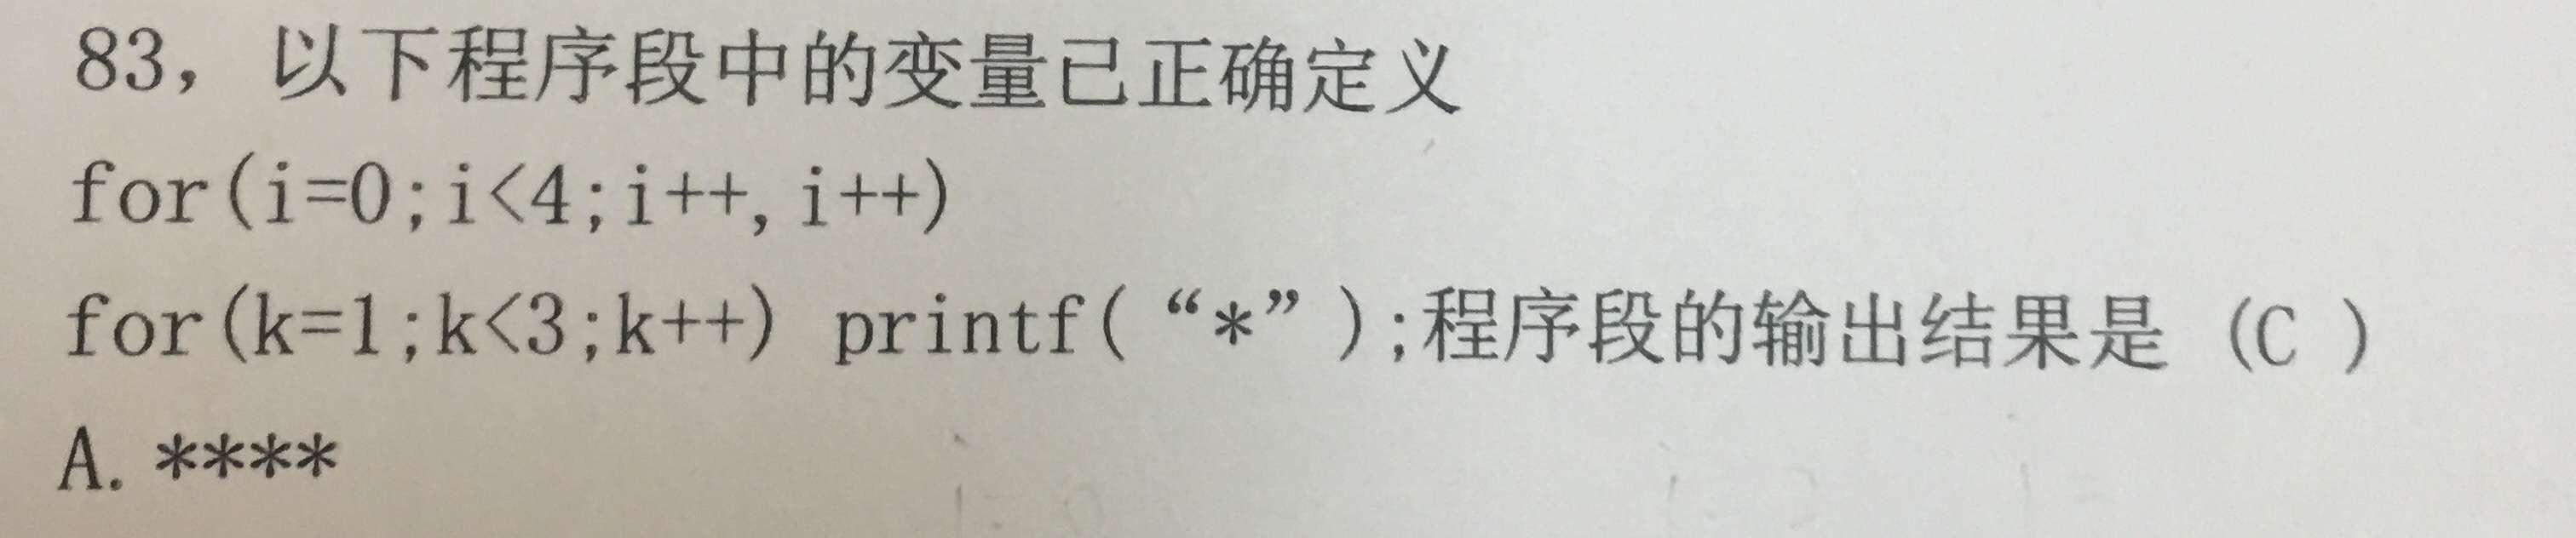 83，以下程序段中的变量已正确定义
for(i=0;i<4;i++,i++)
for(k=1;k<3;k++) printf(“*”);程序段的输出结果是（C ）
A. ****